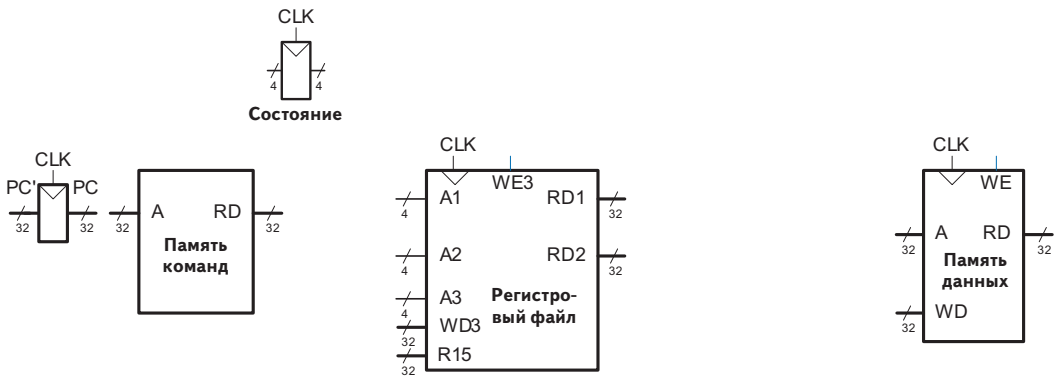 CLK
4
4
Состояние
CLK
PC'
PC
32
32
32
A
RD
32
Память
команд
CLK
WE3
A1
4
RD1
32
A2
4
RD2
32
A3
4
WD3
32
R15
32
Регистро-
вый файл
CLK
WE
A
32
RD
32
Память
данных
WD
32